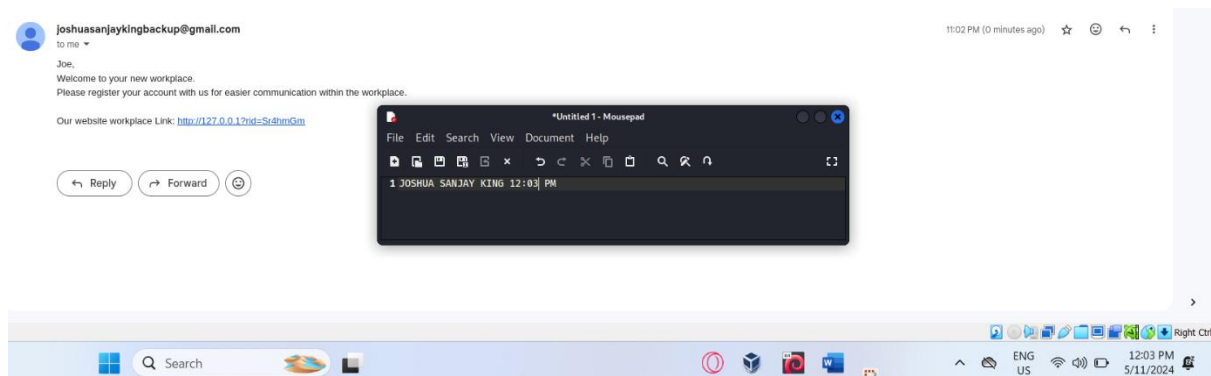 joshuasanjaykingbackup@gmail.com
11:02 PM (0 minutes ago)
to me
Joe,
Welcome to your new workplace.
Please register your account with us for easier communication within the workplace.
Our website workplace Link: http://127.0.0.1?rid=Sr4hmGm
Reply
Forward
*Untitled 1 - Mousepad
File Edit Search View Document Help
1 JOSHUA SANJAY KING 12:03 PM
Right Ctrl
Search
ENG
US
12:03 PM
5/11/2024